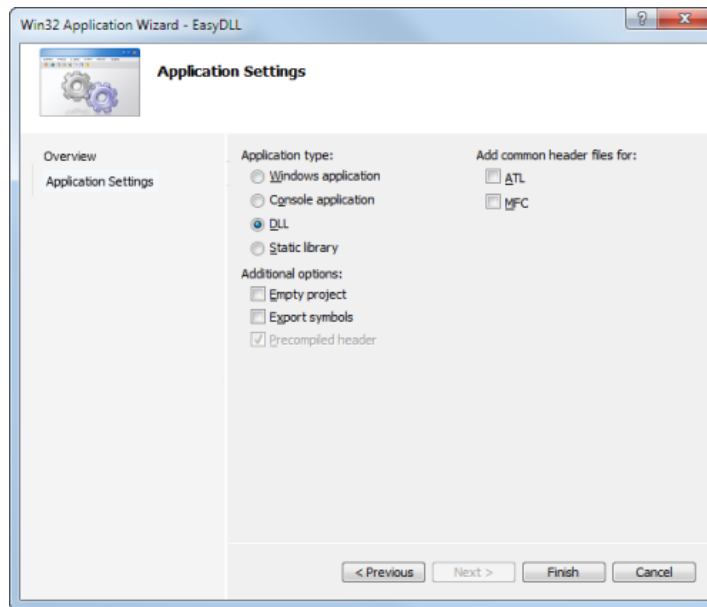 Win32 Application Wizard - EasyDLL
Application Settings
Overview
Application Settings
Application type:
Windows application
Console application
DLL
Static library
Additional options:
Empty project
Export symbols
Precompiled header
Add common header files for:
ATL
MFC
< Previous
Next >
Finish
Cancel